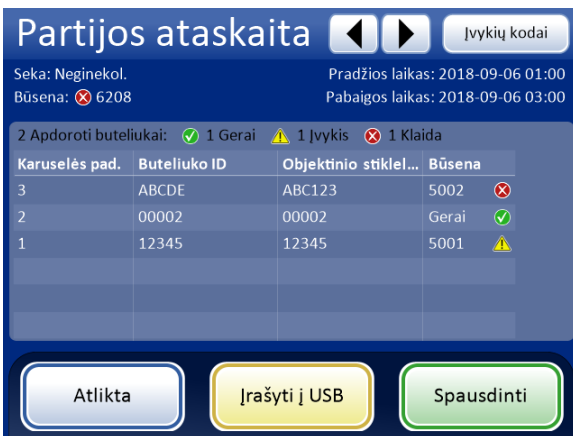 Partijos ataskaita
Įvykių kodai
Seka: Neginekol. Pradžios laikas: 2018-09-06 01:00
Būsena: 6208 Pabaigos laikas: 2018-09-06 03:00
2 Apdoroti buteliukai: 1 Gerai 1 Įvykis 1 Klaida
Karuselės pad. Buteliuko ID Objektinio stiklel... Būsena
3 ABCDE ABC123 5002
2 00002 00002 Gerai
1 12345 12345 5001
Atlikta Įrašyti į USB Spausdinti